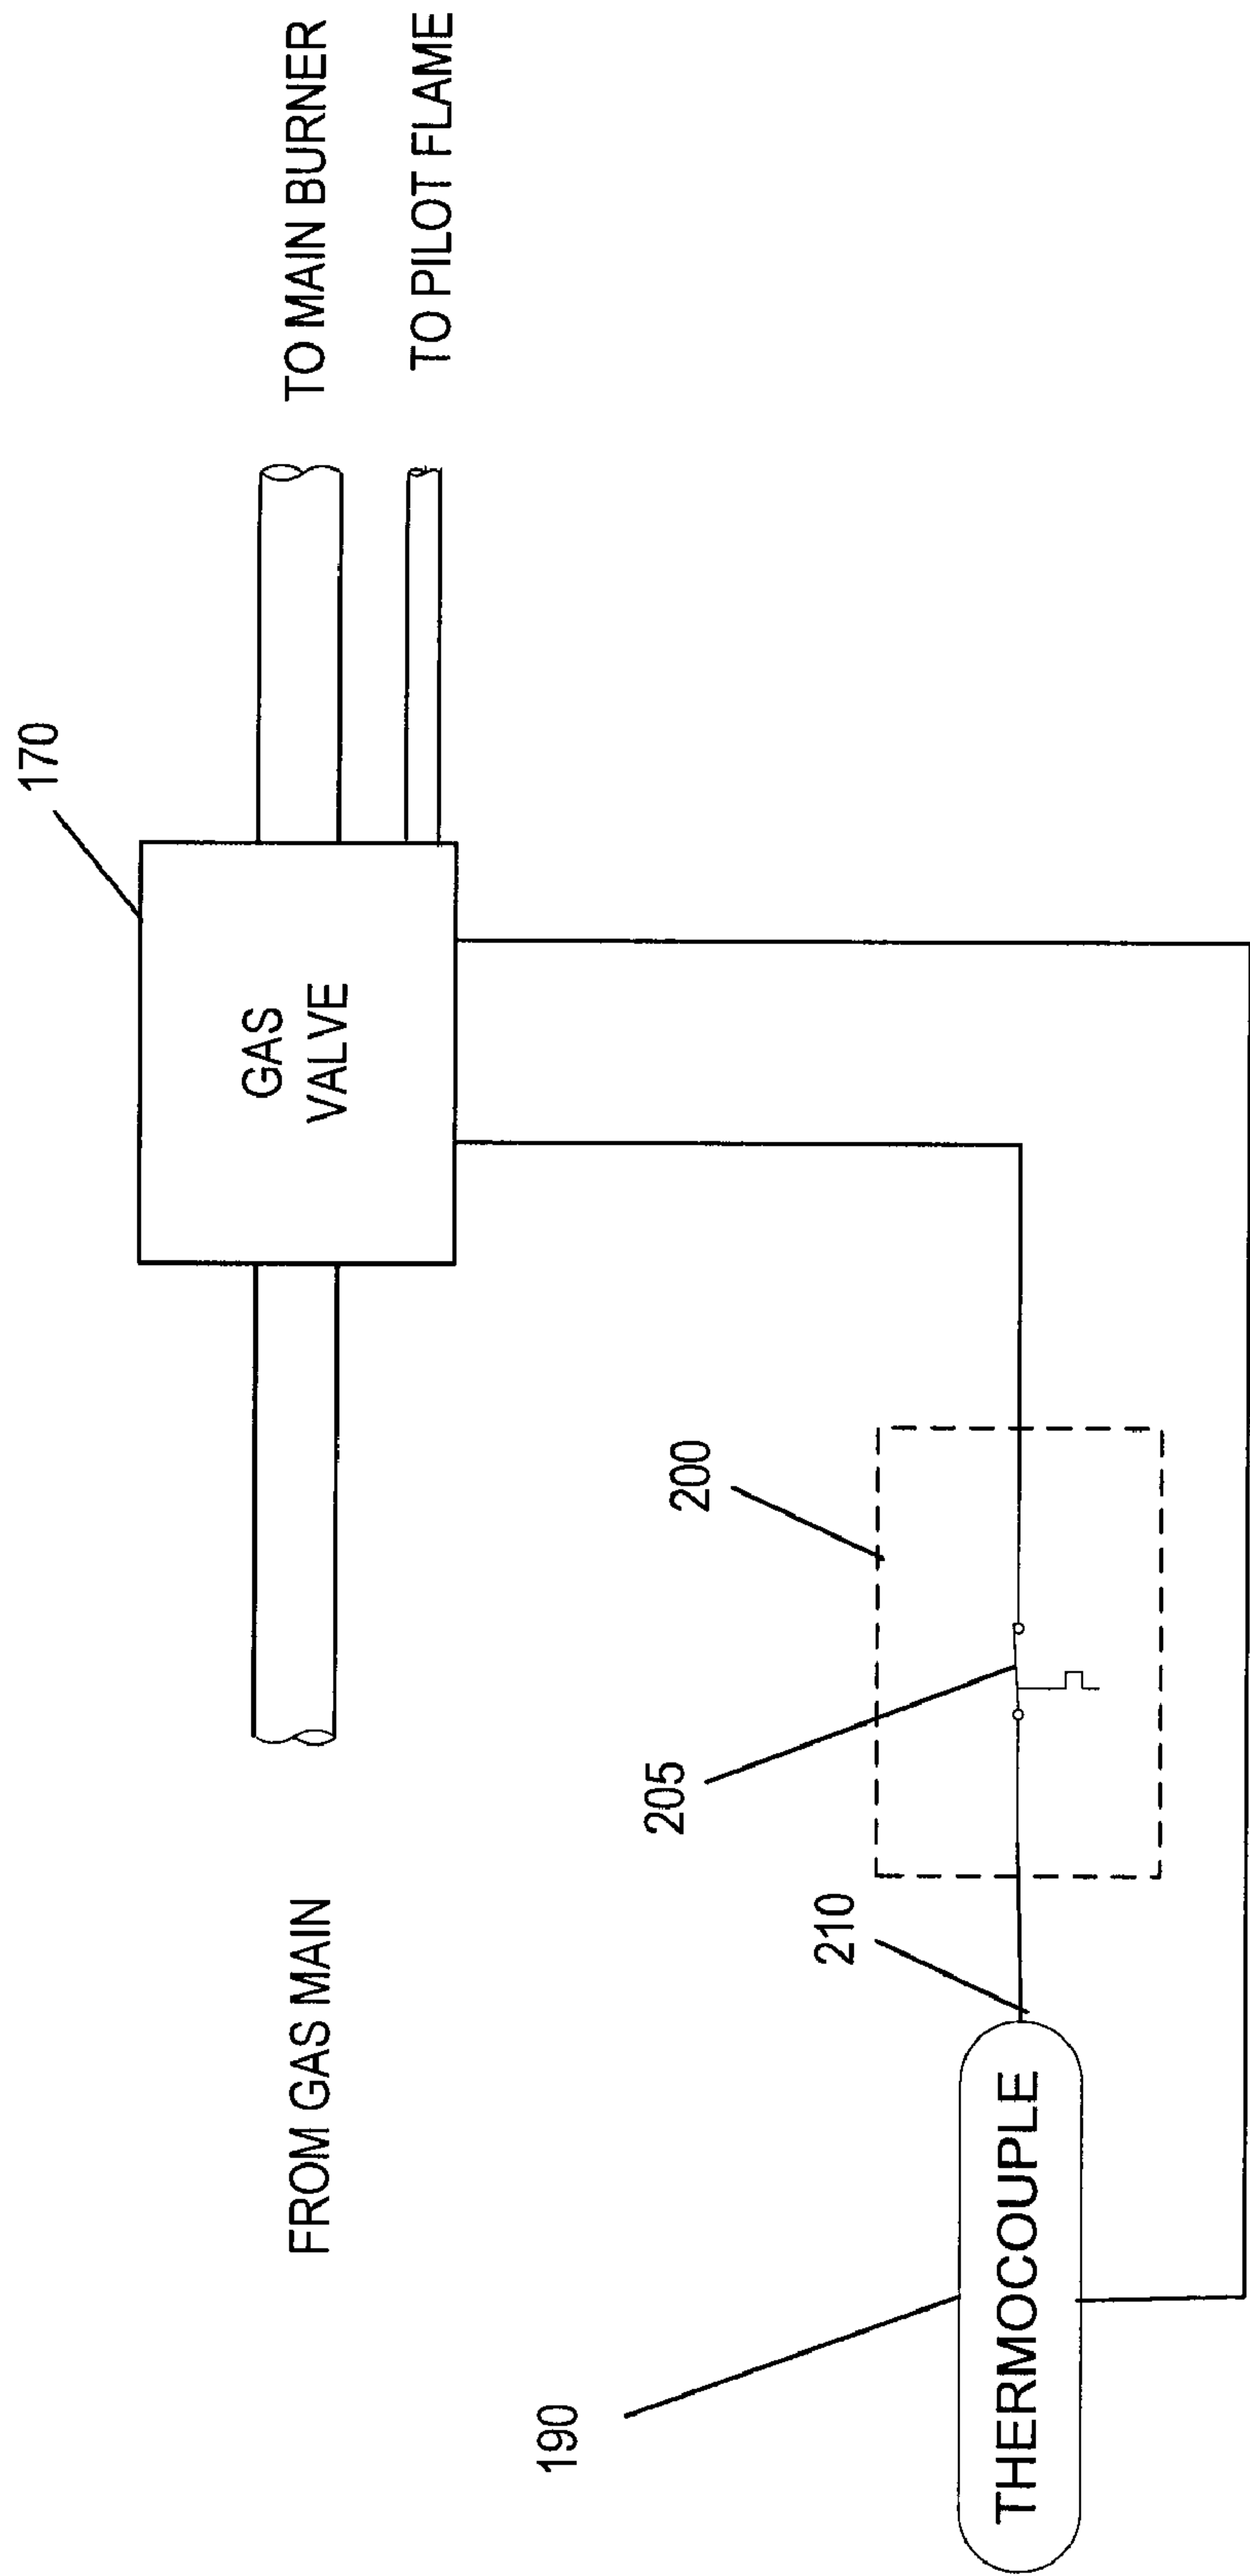 170
TO MAIN BURNER
TO PILOT FLAME
GAS
VALVE
FROM GAS MAIN
200
205
210
190
THERMOCOUPLE